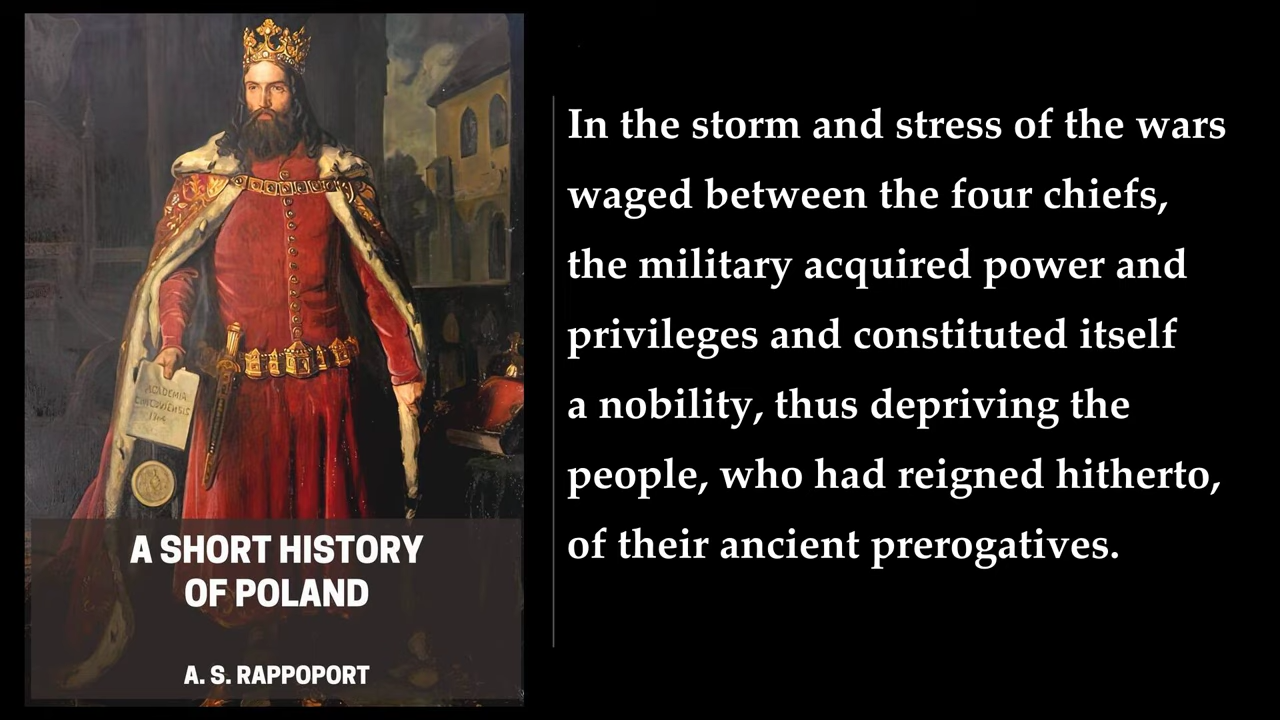 ACADEMIA
A SHORT HISTORY
OF POLAND
A. S. RAPPOPORT
In the storm and stress of the wars
waged between the four chiefs,
the military acquired power and
privileges and constituted itself
a nobility, thus depriving the
people, who had reigned hitherto,
of their ancient prerogatives.